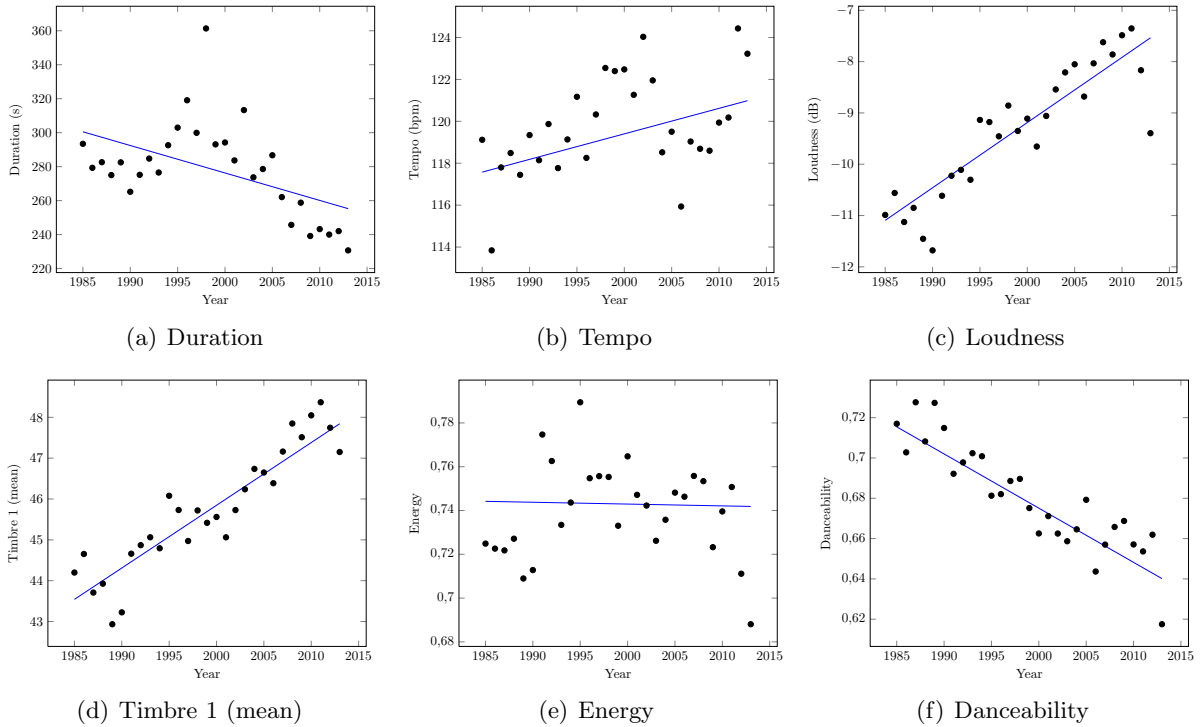 360
340
320
300
280
260
240
220
Duration (s)
1985 1990 1995 2000 2005 2010 2015
Year
(a) Duration
124
122
120
118
116
114
Tempo (bpm)
1985 1990 1995 2000 2005 2010 2015
Year
(b) Tempo
−7
−8
−9
−10
−11
−12
Loudness (dB)
1985 1990 1995 2000 2005 2010 2015
Year
(c) Loudness
48
47
46
45
44
43
Timbre 1 (mean)
1985 1990 1995 2000 2005 2010 2015
Year
(d) Timbre 1 (mean)
0,78
0,76
0,74
0,72
0,7
0,68
Energy
1985 1990 1995 2000 2005 2010 2015
Year
(e) Energy
0,72
0,7
0,68
0,66
0,64
0,62
Danceability
1985 1990 1995 2000 2005 2010 2015
Year
(f) Danceability